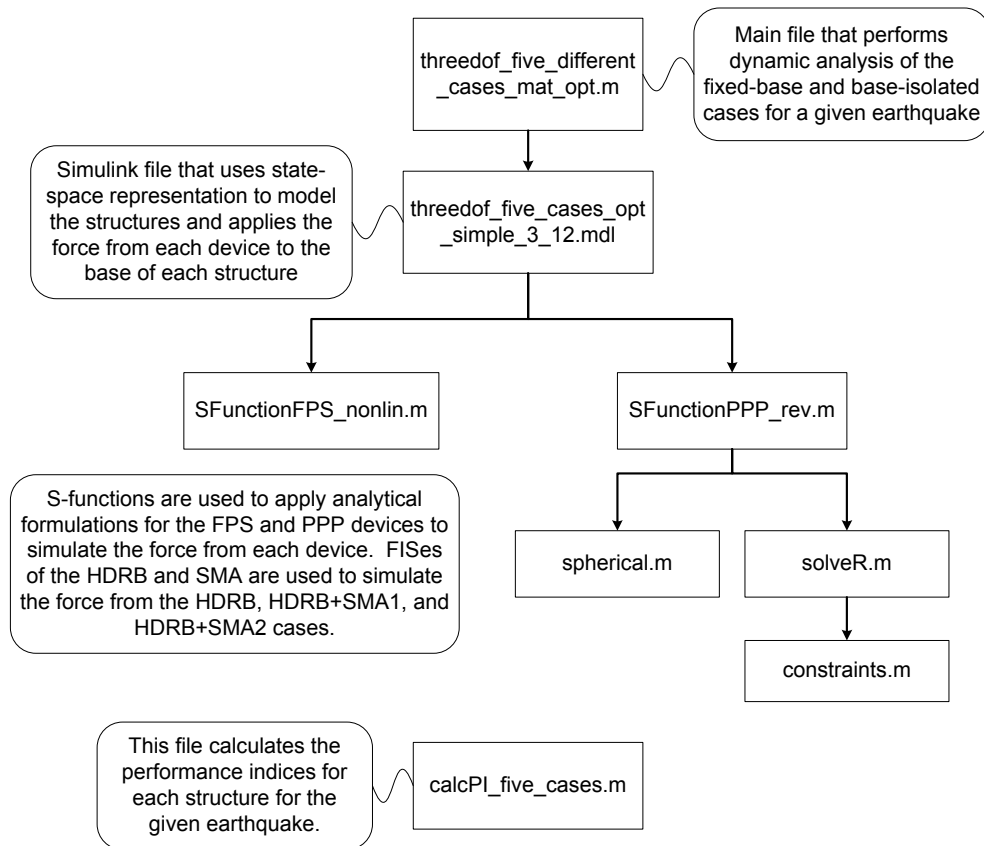 threedof_five_different
_cases_mat_opt.m
Main file that performs
dynamic analysis of the
fixed-base and base-isolated
cases for a given earthquake
Simulink file that uses state-
space representation to model
the structures and applies the
force from each device to the
base of each structure
threedof_five_cases_opt
_simple_3_12.mdl
SFunctionFPS_nonlin.m
SFunctionPPP_rev.m
S-functions are used to apply analytical
formulations for the FPS and PPP devices to
simulate the force from each device.  FISes
of the HDRB and SMA are used to simulate
the force from the HDRB, HDRB+SMA1, and
HDRB+SMA2 cases.
spherical.m
solveR.m
constraints.m
This file calculates the
performance indices for
each structure for the
given earthquake.
calcPI_five_cases.m